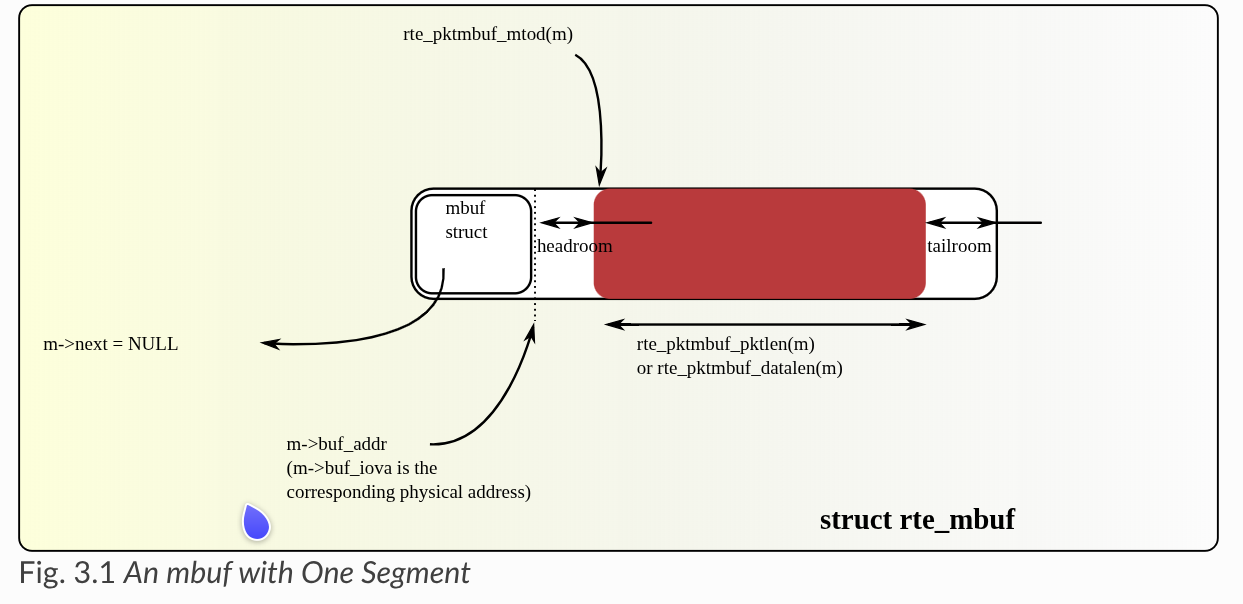 rte_pktmbuf_mtod(m)
mbuf
struct
headroom
tailroom
m->next = NULL
rte_pktmbuf_pktlen(m)
or rte_pktmbuf_datalen(m)
m->buf_addr
(m->buf_iova is the
corresponding physical address)
struct rte_mbuf
Fig. 3.1 An mbuf with One Segment